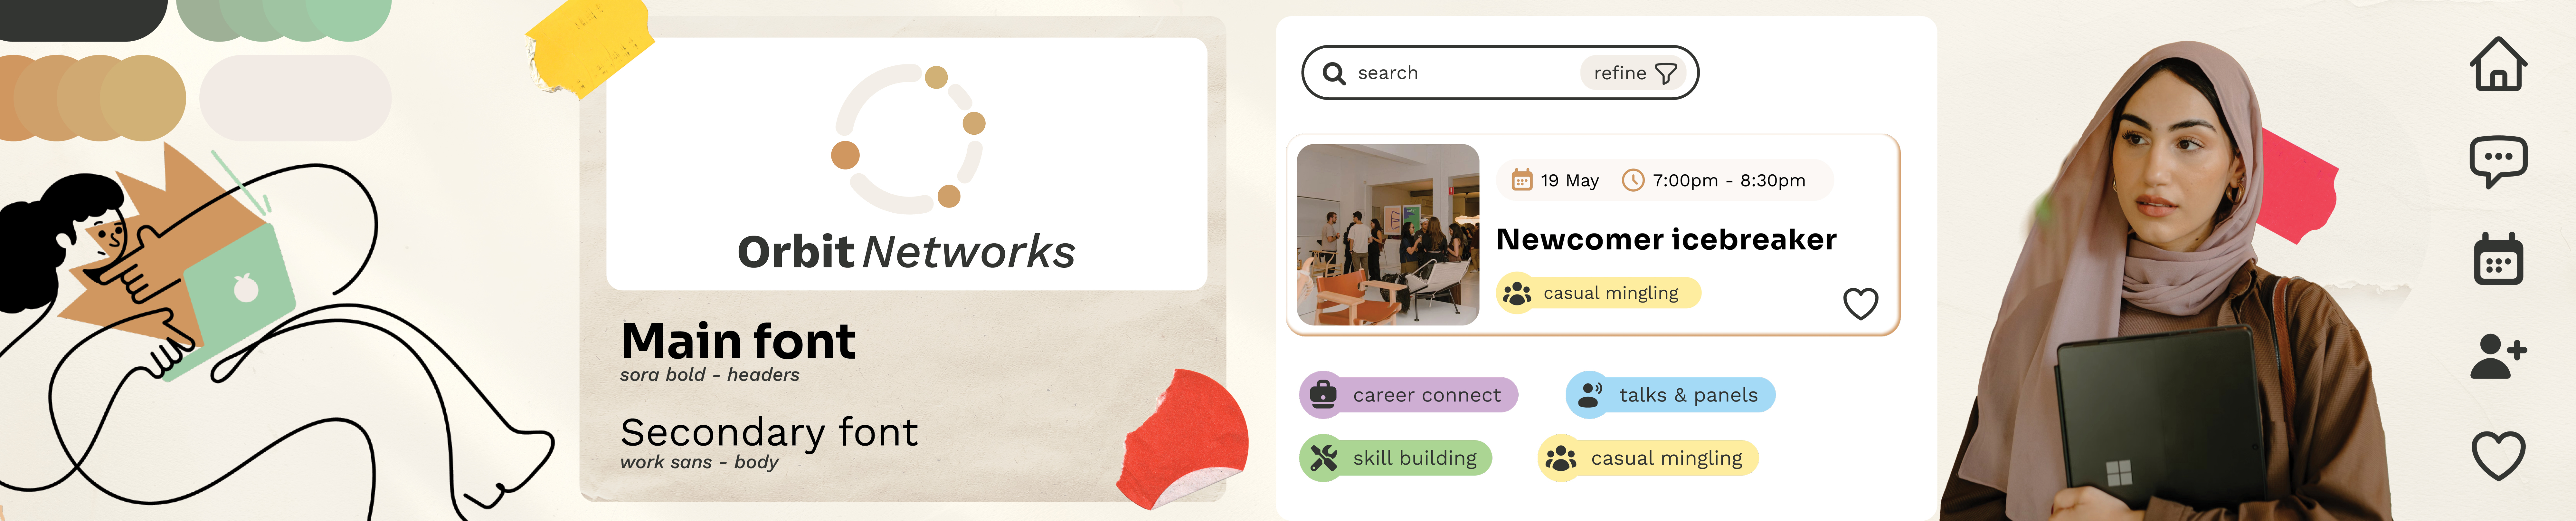 Orbit Networks
Main font
sora bold - headers
Secondary font
work sans - body
search
refine
19 May
7:00pm - 8:30pm
Newcomer icebreaker
casual mingling
career connect
talks & panels
skill building
casual mingling